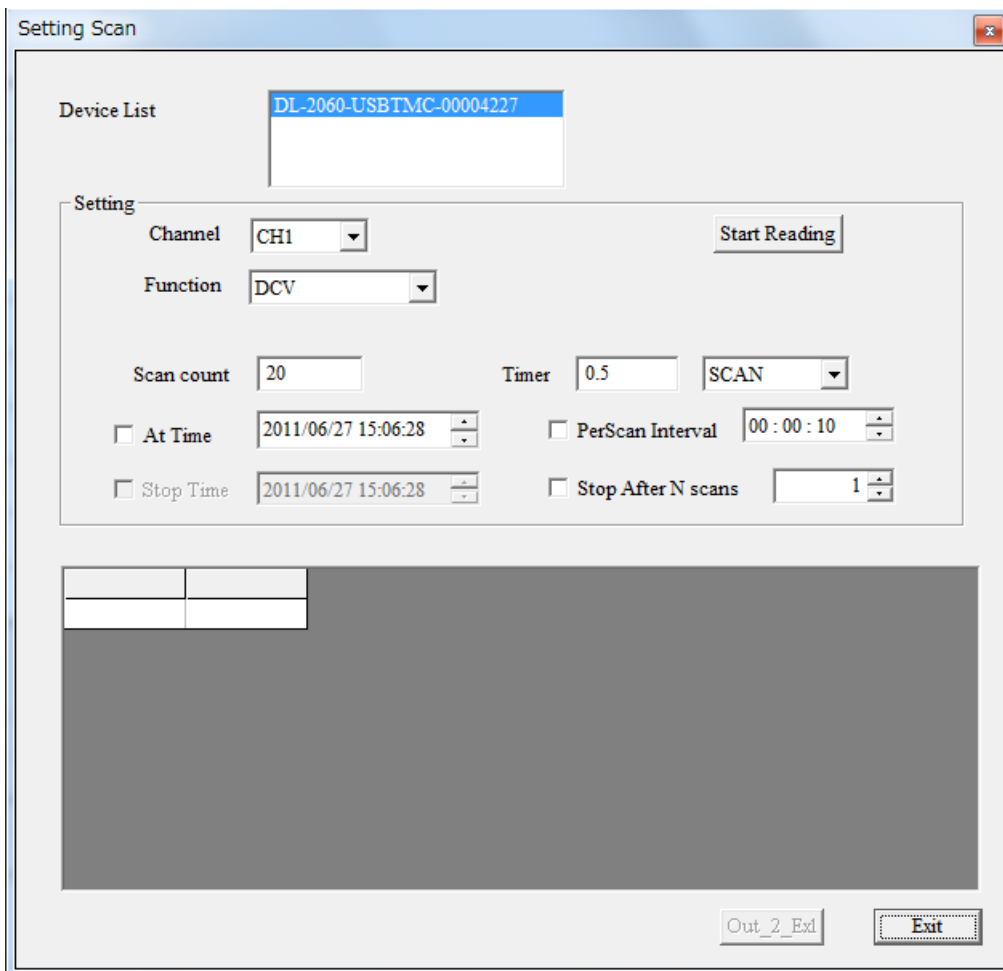 Setting Scan
x
Device List
DL-2060-USBTMC-00004227
Setting
Channel CH1 Start Reading
Function DCV
Scan count 20 Timer 0.5 SCAN
At Time 2011/06/27 15:06:28 PerScan Interval 00 : 00 : 10
Stop Time 2011/06/27 15:06:28 Stop After N scans 1
Out_2_Exl Exit